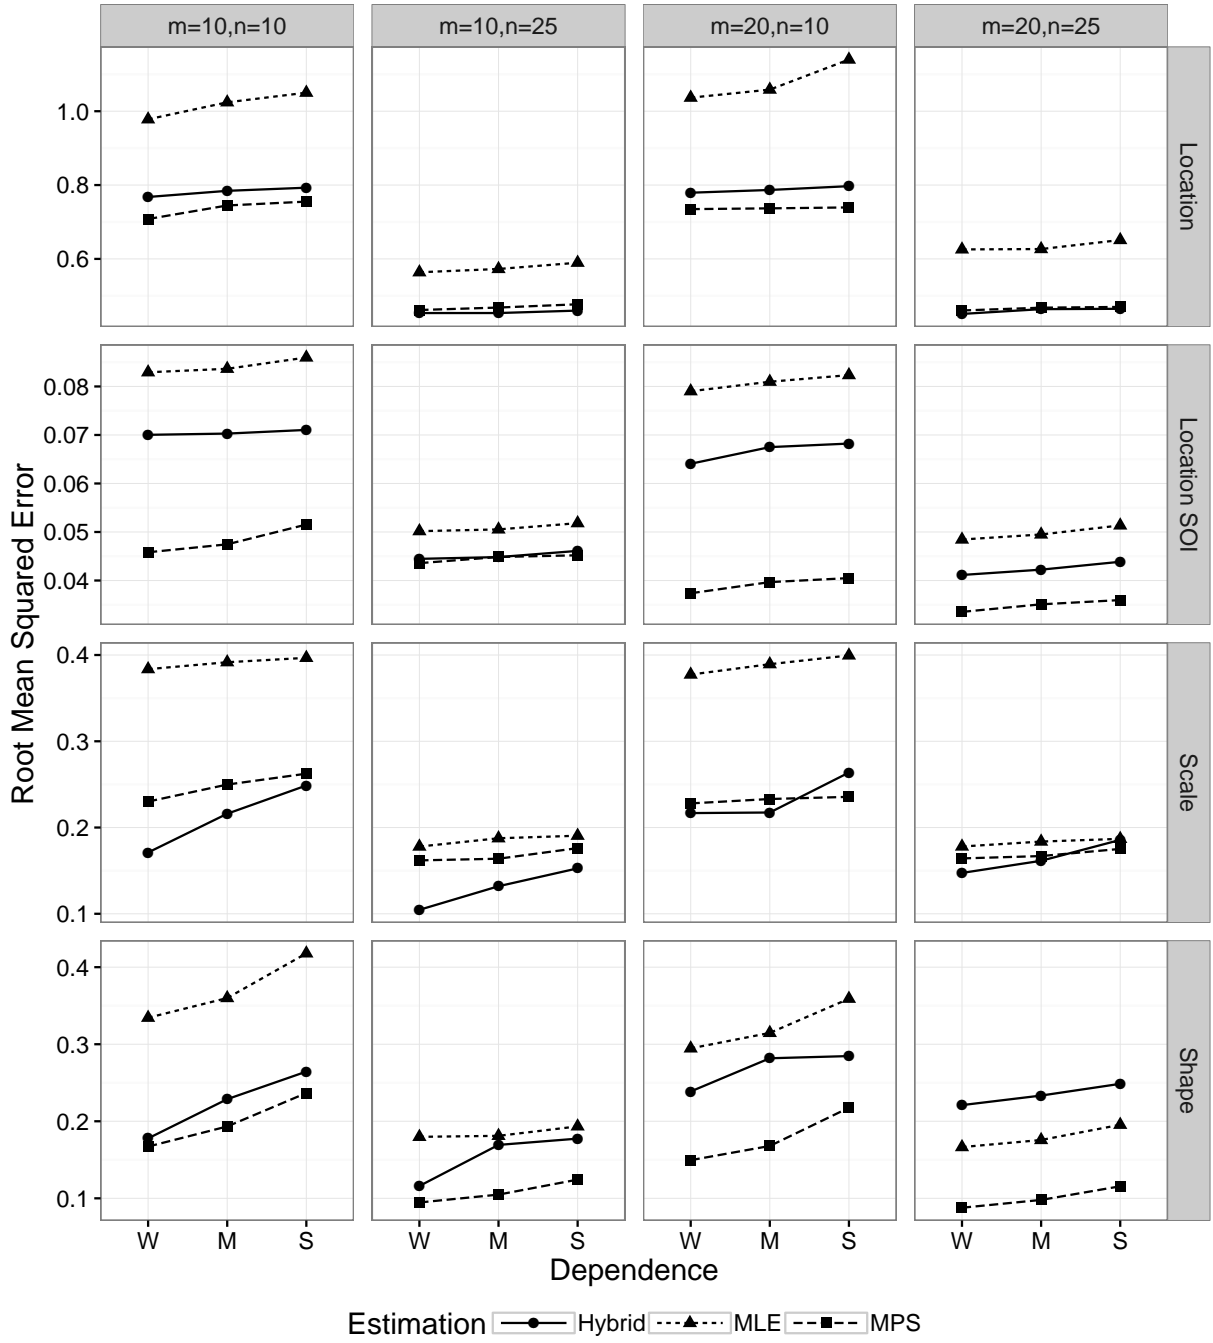 m=10,n=10 m=10,n=25 m=20,n=10 m=20,n=25
1.0
0.8
0.6
Location
0.08
0.07
0.06
0.05
0.04
Location SOI
0.4
0.3
0.2
0.1
Scale
0.4
0.3
0.2
0.1
Shape
Root Mean Squared Error
W M S W M S W M S W M S
Dependence
Estimation Hybrid MLE MPS